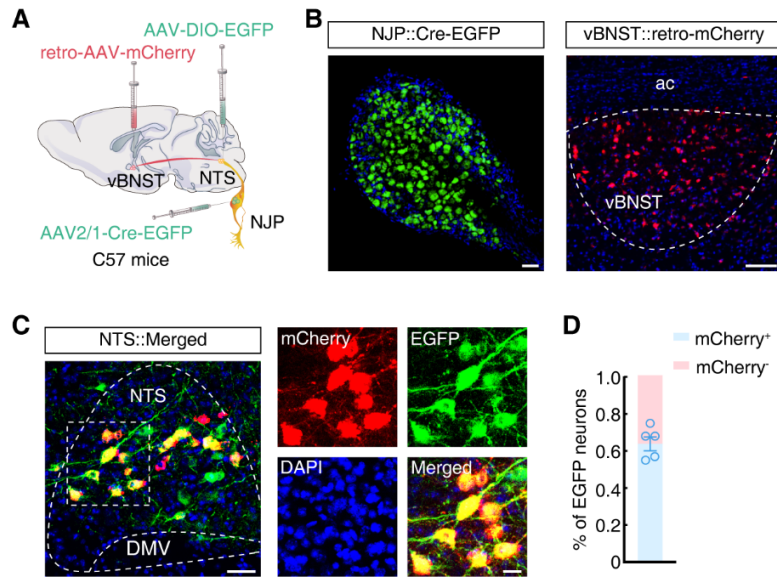 A
AAV-DIO-EGFP
retro-AAV-mCherry
vBNST
NTS
NJP
AAV2/1-Cre-EGFP
C57 mice
B
NJP::Cre-EGFP
vBNST::retro-mCherry
ac
vBNST
C
NTS::Merged
NTS
DMV
mCherry
EGFP
DAPI
Merged
D
mCherry⁺
mCherry⁻
% of EGFP neurons
1.0
0.8
0.6
0.4
0.2
0